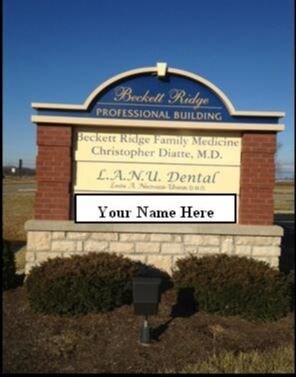 Beckett Ridge
PROFESSIONAL BUILDING
Beckett Ridge Family Medicine
Christopher Diatte, M.D.
L.A.N.U. Dental
Your Name Here